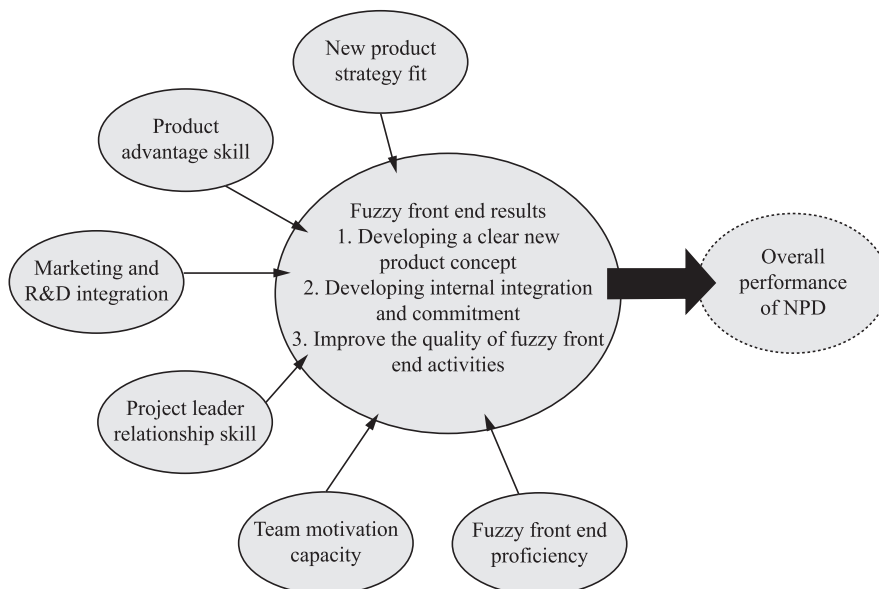 New product
strategy fit
Product
advantage skill
Marketing and
R&D integration
Project leader
relationship skill
Team motivation
capacity
Fuzzy front end
proficiency
Fuzzy front end results
1. Developing a clear new
product concept
2. Developing internal integration
and commitment
3. Improve the quality of fuzzy front
end activities
Overall
performance
of NPD